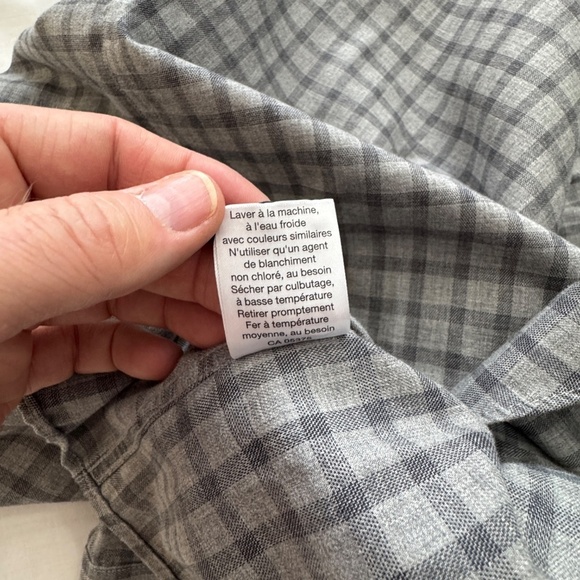 Laver à la machine,
à l'eau froide
avec couleurs similaires
N'utiliser qu'un agent
de blanchiment
non chloré, au besoin
Sécher par culbutage,
à basse température
Retirer promptement
Fer à température
moyenne, au besoin
CA